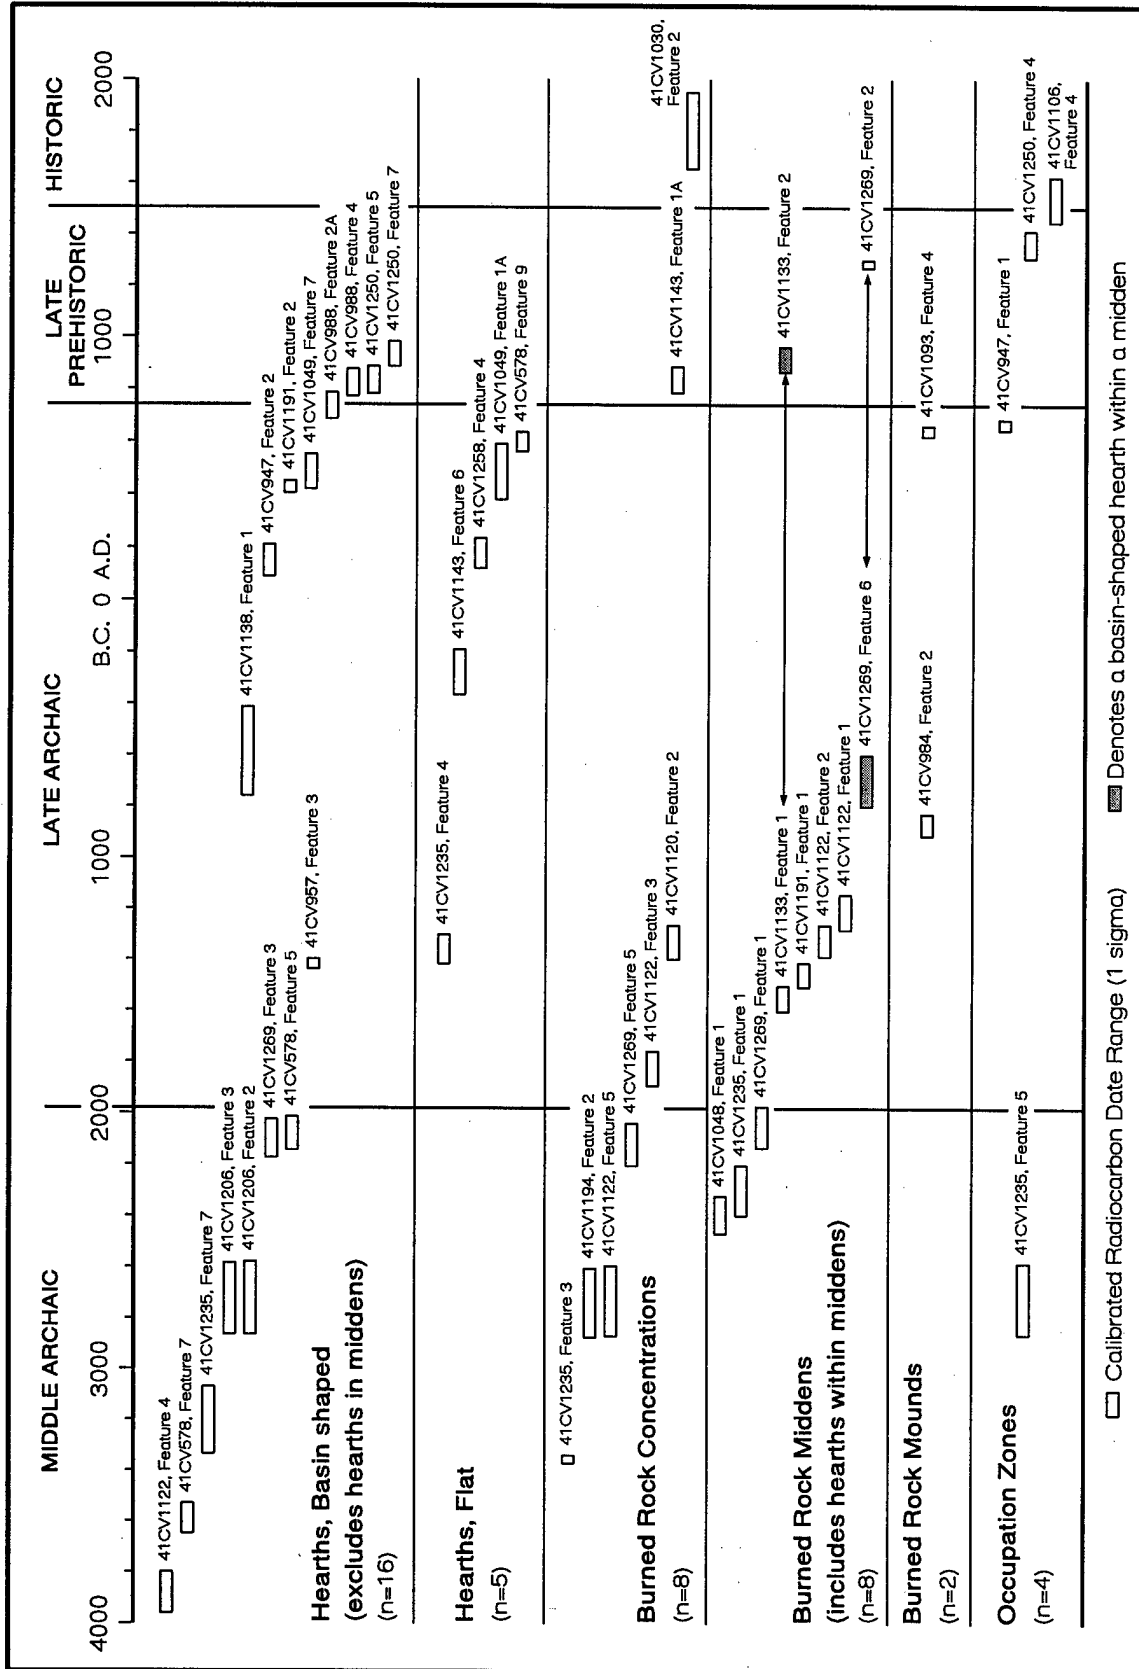 MIDDLE ARCHAIC
LATE ARCHAIC
LATE
PREHISTORIC
HISTORIC
4000
3000
2000
1000
B.C. 0 A.D.
1000
2000
41CV1122, Feature 4
41CV578, Feature 7
41CV1235, Feature 7
41CV1206, Feature 3
41CV1206, Feature 2
41CV1269, Feature 3
41CV578, Feature 5
41CV957, Feature 3
41CV1138, Feature 1
41CV947, Feature 2
41CV1191, Feature 2
41CV1049, Feature 7
41CV988, Feature 2A
41CV988, Feature 4
41CV1250, Feature 5
41CV1250, Feature 7
Hearths, Basin shaped
(excludes hearths in middens)
(n=16)
41CV1235, Feature 4
41CV1143, Feature 6
41CV1258, Feature 4
41CV1049, Feature 1A
41CV578, Feature 9
Hearths, Flat
(n=5)
41CV1235, Feature 3
41CV1194, Feature 2
41CV1122, Feature 5
41CV1269, Feature 5
41CV1122, Feature 3
41CV1120, Feature 2
41CV1143, Feature 1A
41CV1030,
Feature 2
Burned Rock Concentrations
(n=8)
41CV1048, Feature 1
41CV1235, Feature 1
41CV1269, Feature 1
41CV1133, Feature 1
41CV1133, Feature 2
41CV1191, Feature 1
41CV1122, Feature 2
41CV1122, Feature 1
41CV1269, Feature 6
41CV1269, Feature 2
Burned Rock Middens
(includes hearths within middens)
(n=8)
41CV984, Feature 2
41CV1093, Feature 4
Burned Rock Mounds
(n=2)
41CV1235, Feature 5
41CV947, Feature 1
41CV1250, Feature 4
41CV1106,
Feature 4
Occupation Zones
(n=4)
Calibrated Radiocarbon Date Range (1 sigma)
Denotes a basin-shaped hearth within a midden